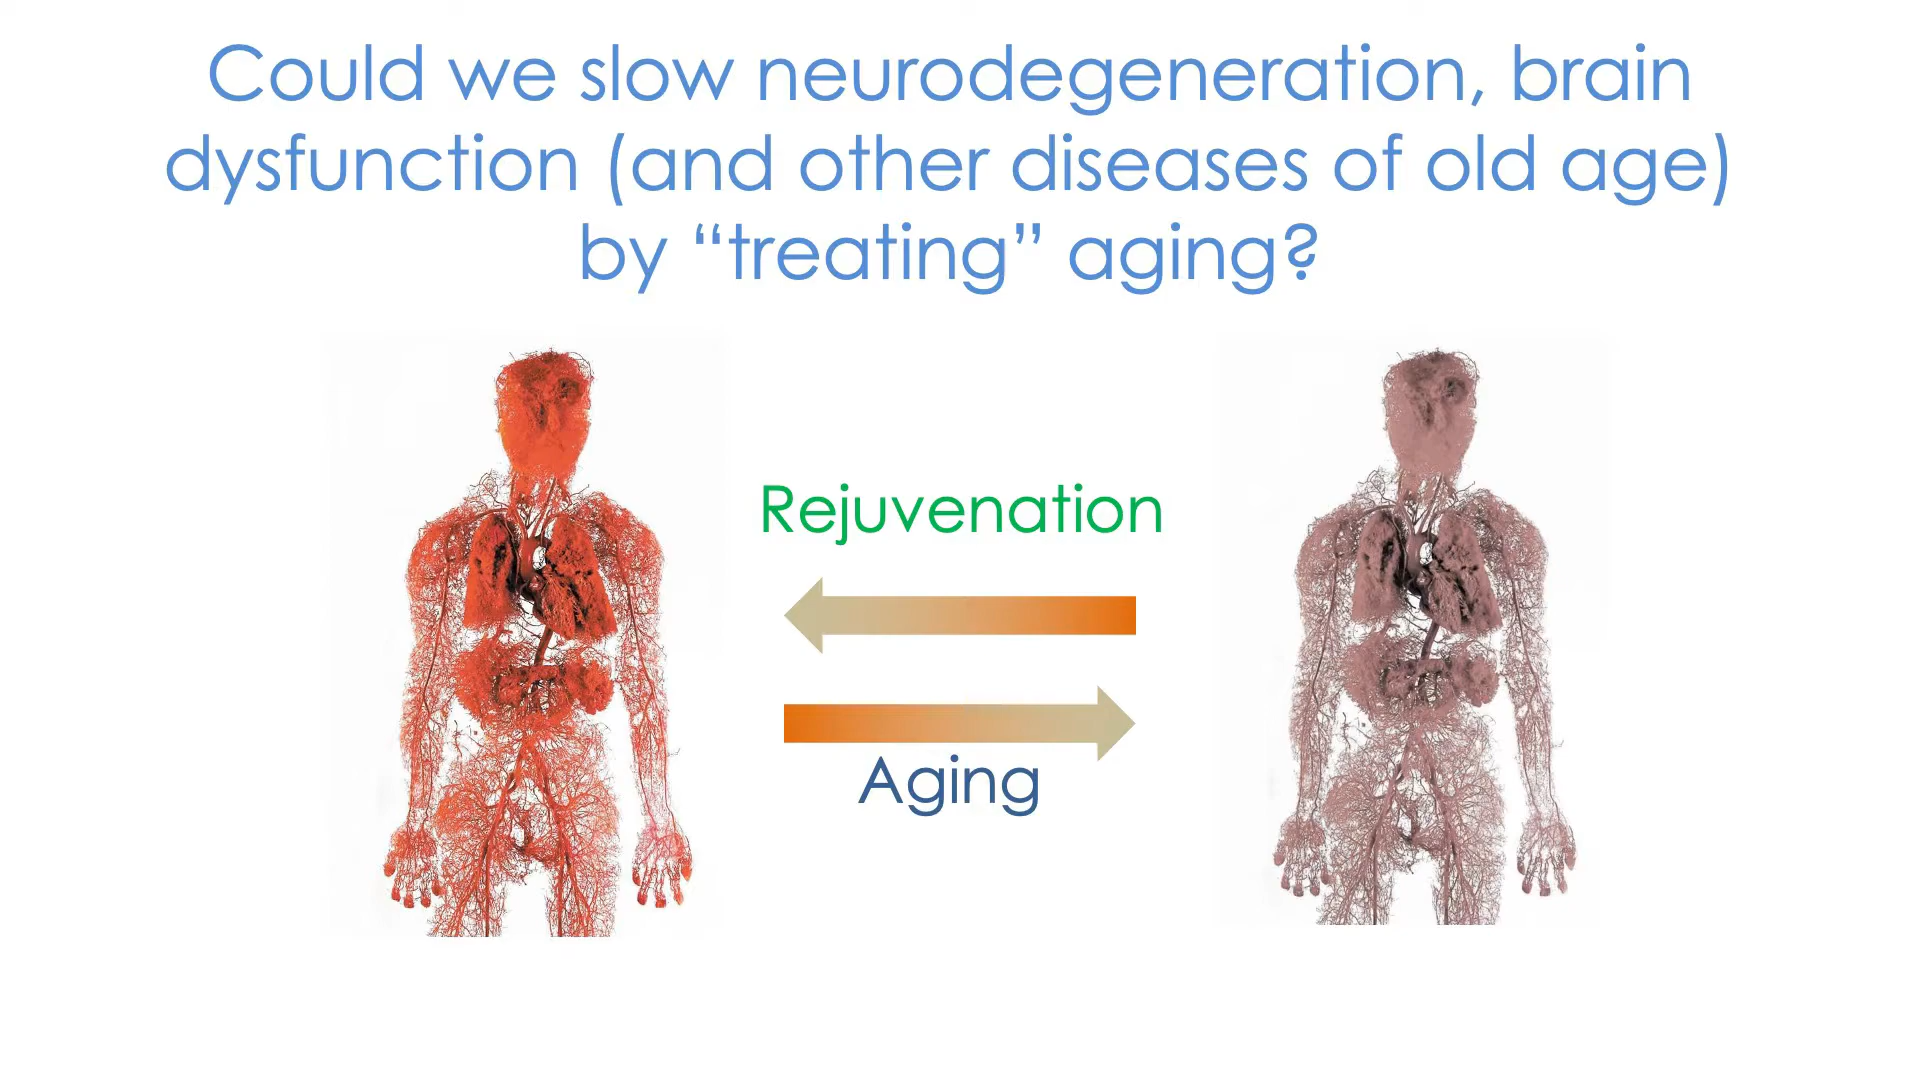 Could we slow neurodegeneration, brain
dysfunction (and other diseases of old age)
by “treating” aging?
Rejuvenation
Aging